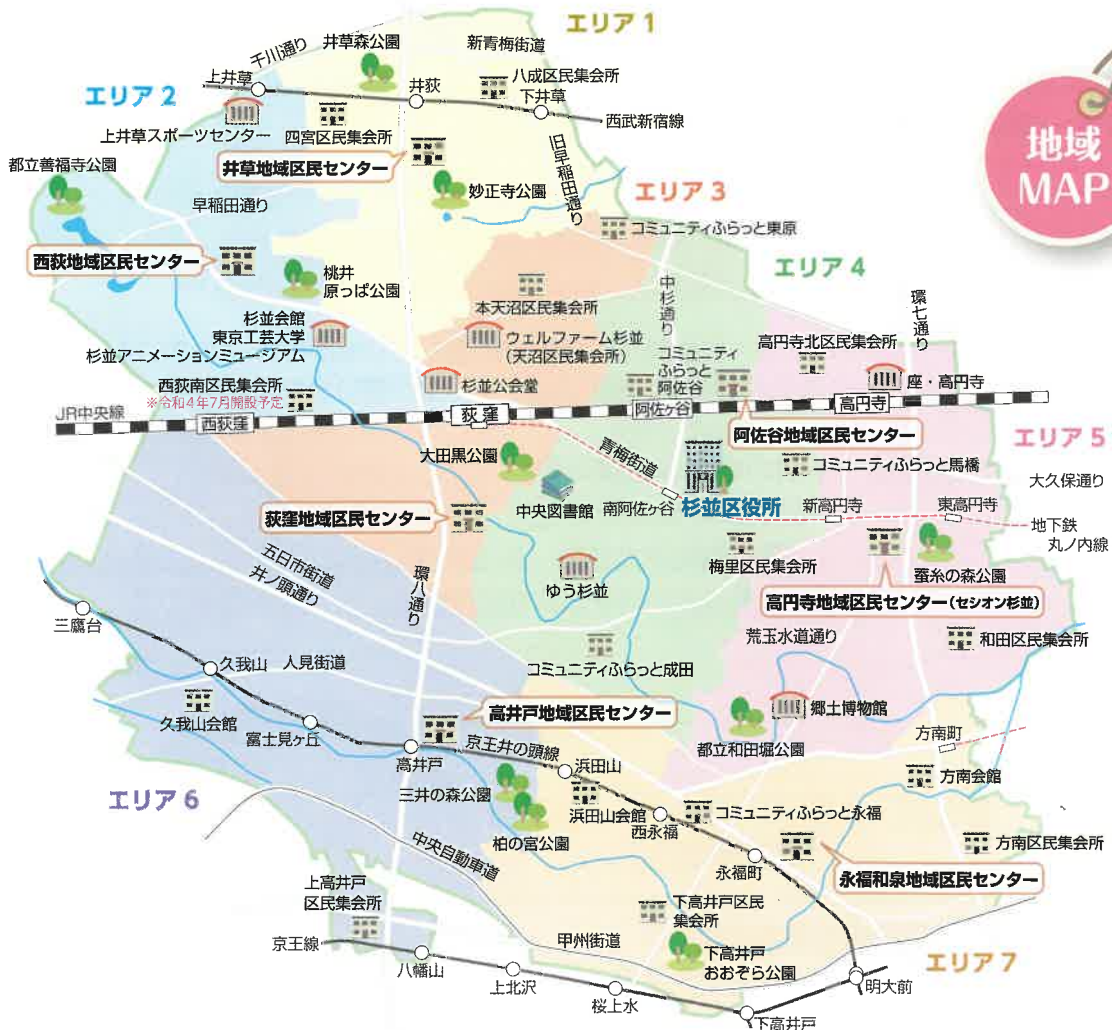 エリア 1
千川通り
井草森公園
新青梅街道
上井草
井荻
八成区民集会所
下井草
エリア 2
西武新宿線
上井草スポーツセンター
四宮区民集会所
地域
MAP
井草地域区民センター
旧早稲田通り
都立善福寺公園
妙正寺公園
エリア 3
早稲田通り
コミュニティふらっと東原
西荻地域区民センター
桃井
原っぱ公園
エリア 4
中杉通り
環七通り
本天沼区民集会所
杉並会館
東京工芸大学
杉並アニメーションミュージアム
ウェルファーム杉並
(天沼区民集会所)
高円寺北区民集会所
コミュニティ
ふらっと
阿佐谷
西荻南区民集会所
※令和4年7月開設予定
杉並公会堂
座・高円寺
JR中央線
西荻窪
荻窪
阿佐ヶ谷
高円寺
阿佐谷地域区民センター
エリア 5
大田黒公園
青梅街道
コミュニティふらっと馬橋
大久保通り
中央図書館
南阿佐ヶ谷
杉並区役所
新高円寺
東高円寺
地下鉄
丸ノ内線
荻窪地域区民センター
梅里区民集会所
蚕糸の森公園
五日市街道
井ノ頭通り
環八通り
ゆう杉並
高円寺地域区民センター(セシオン杉並)
三鷹台
荒玉水道通り
和田区民集会所
久我山
人見街道
コミュニティふらっと成田
久我山会館
高井戸地域区民センター
郷土博物館
富士見ヶ丘
都立和田堀公園
方南町
高井戸
京王井の頭線
浜田山
方南会館
エリア 6
三井の森公園
浜田山会館
西永福
コミュニティふらっと永福
柏の宮公園
中央自動車道
永福町
方南区民集会所
永福和泉地域区民センター
上高井戸
区民集会所
下高井戸区民
集会所
京王線
甲州街道
下高井戸
おおぞら公園
エリア 7
八幡山
上北沢
桜上水
明大前
下高井戸